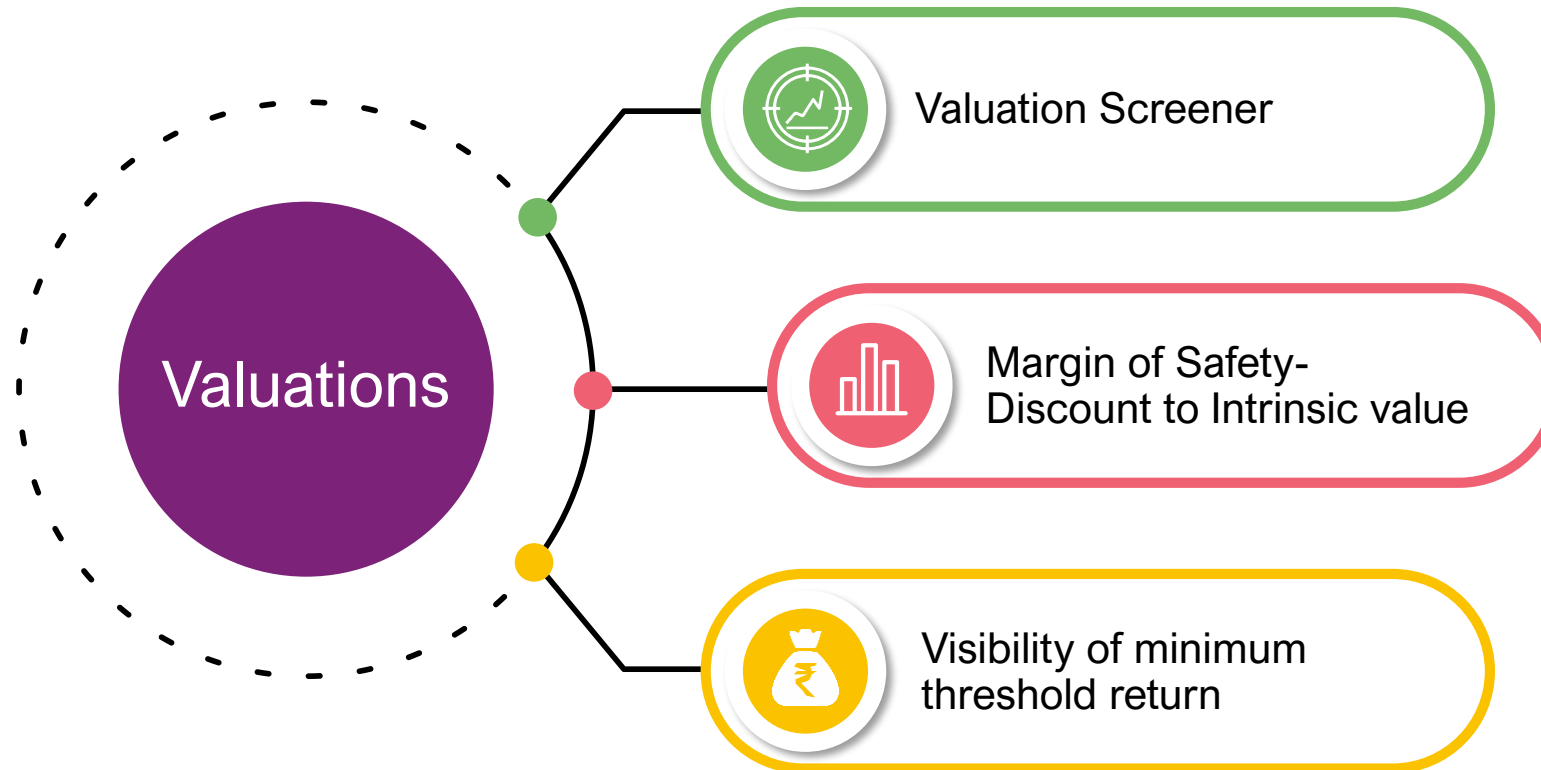 Valuations
Valuation Screener
Margin of Safety-
Discount to Intrinsic value
₹
Visibility of minimum
threshold return